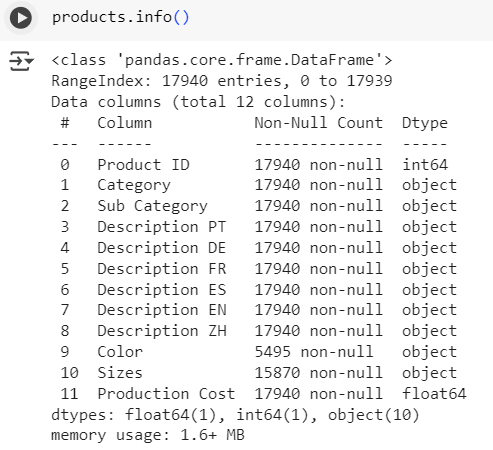 products.info()
<class 'pandas.core.frame.DataFrame'>
RangeIndex: 17940 entries, 0 to 17939
Data columns (total 12 columns):
 #   Column           Non-Null Count  Dtype
---  ------           --------------  -----
 0   Product ID       17940 non-null  int64
 1   Category         17940 non-null  object
 2   Sub Category     17940 non-null  object
 3   Description PT   17940 non-null  object
 4   Description DE   17940 non-null  object
 5   Description FR   17940 non-null  object
 6   Description ES   17940 non-null  object
 7   Description EN   17940 non-null  object
 8   Description ZH   17940 non-null  object
 9   Color            5495 non-null   object
 10  Sizes            15870 non-null  object
 11  Production Cost  17940 non-null  float64
dtypes: float64(1), int64(1), object(10)
memory usage: 1.6+ MB